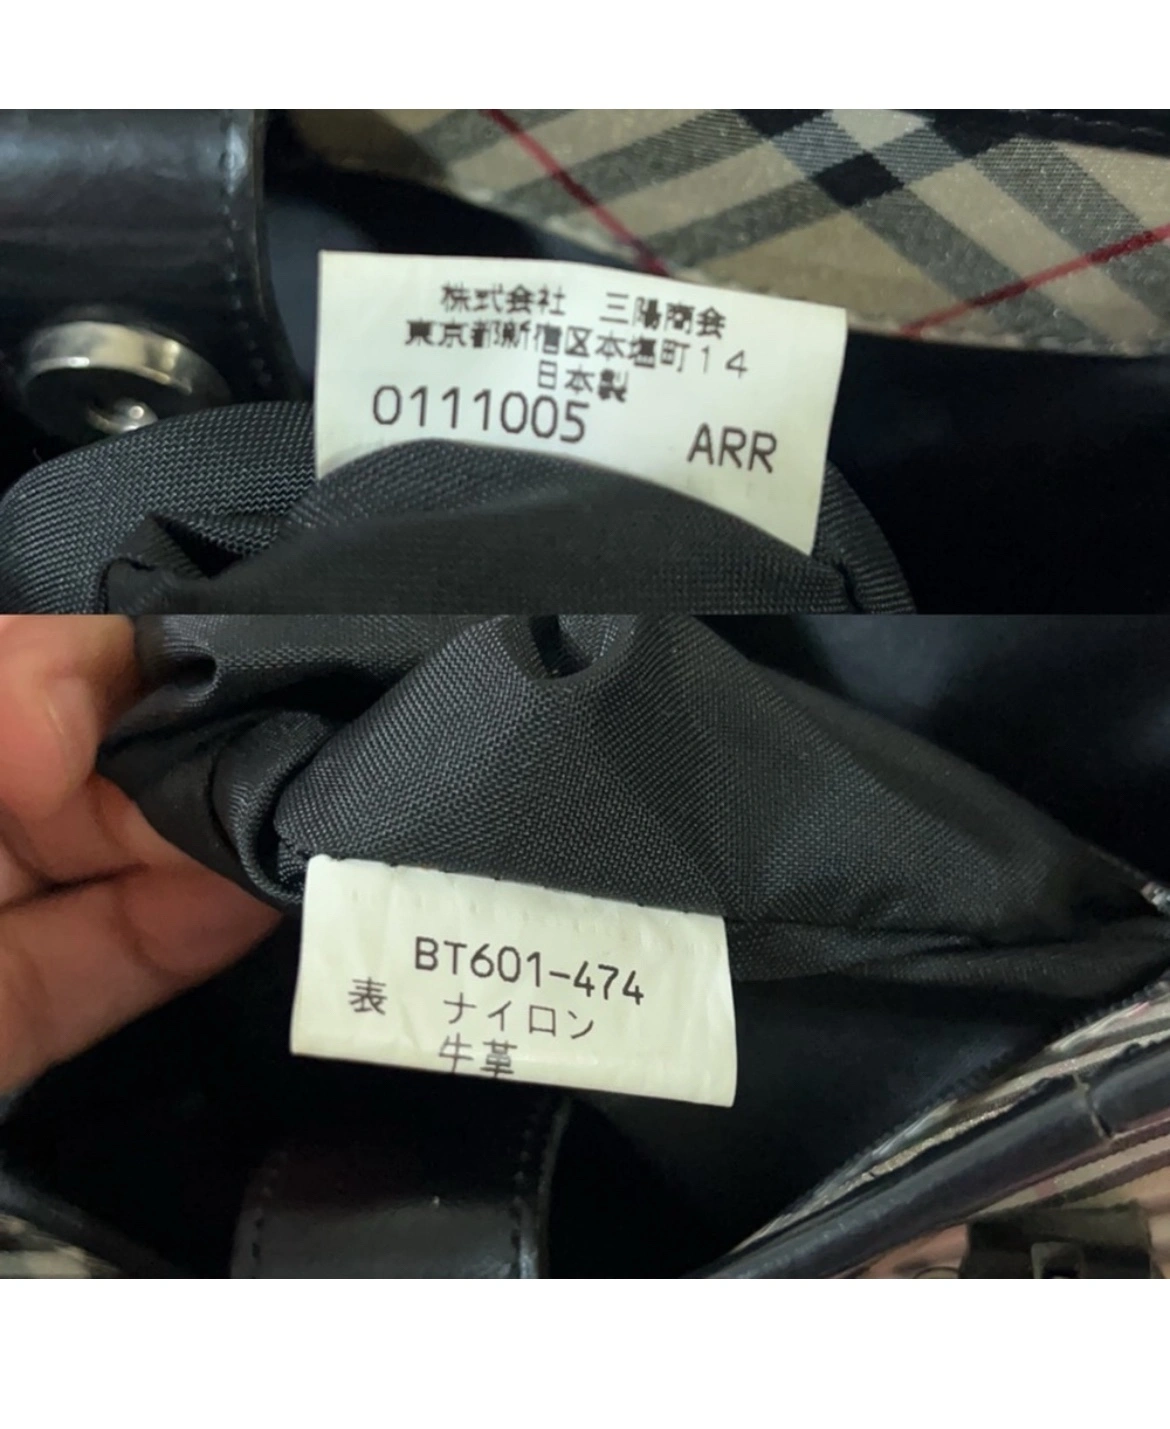 株式会社 三陽商会
東京都新宿区本塩町14
日本製
0111005 ARR
BT601-474
表 ナイロン
牛革